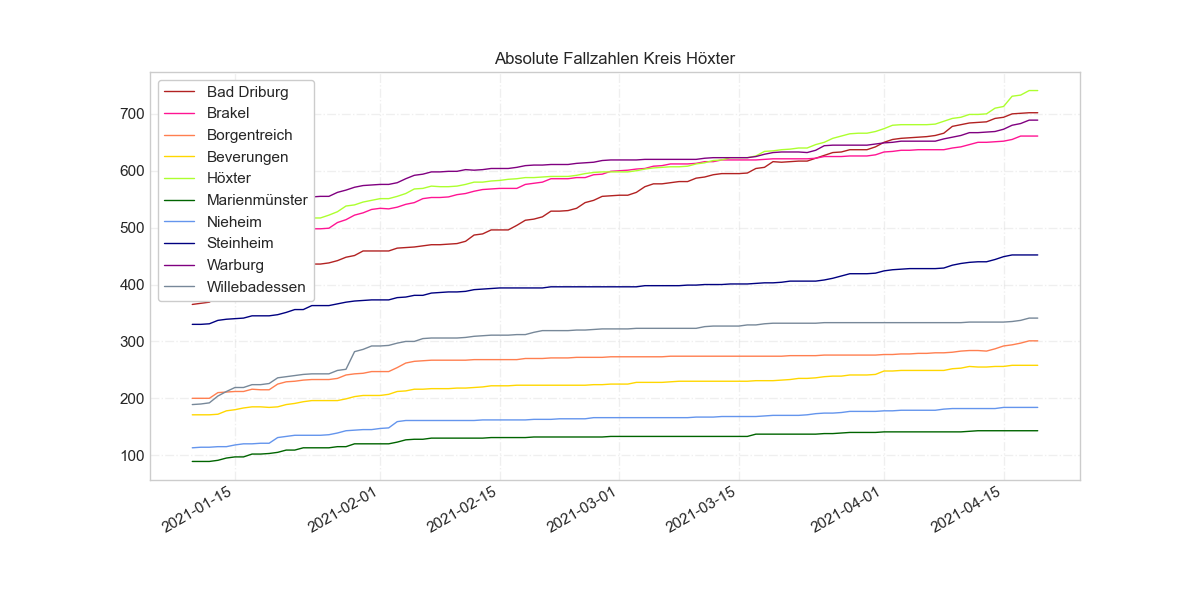 Absolute Fallzahlen Kreis Höxter
Bad Driburg
Brakel
Borgentreich
Beverungen
Höxter
Marienmünster
Nieheim
Steinheim
Warburg
Willebadessen
700
600
500
400
300
200
100
2021-01-15
2021-02-01
2021-02-15
2021-03-01
2021-03-15
2021-04-01
2021-04-15